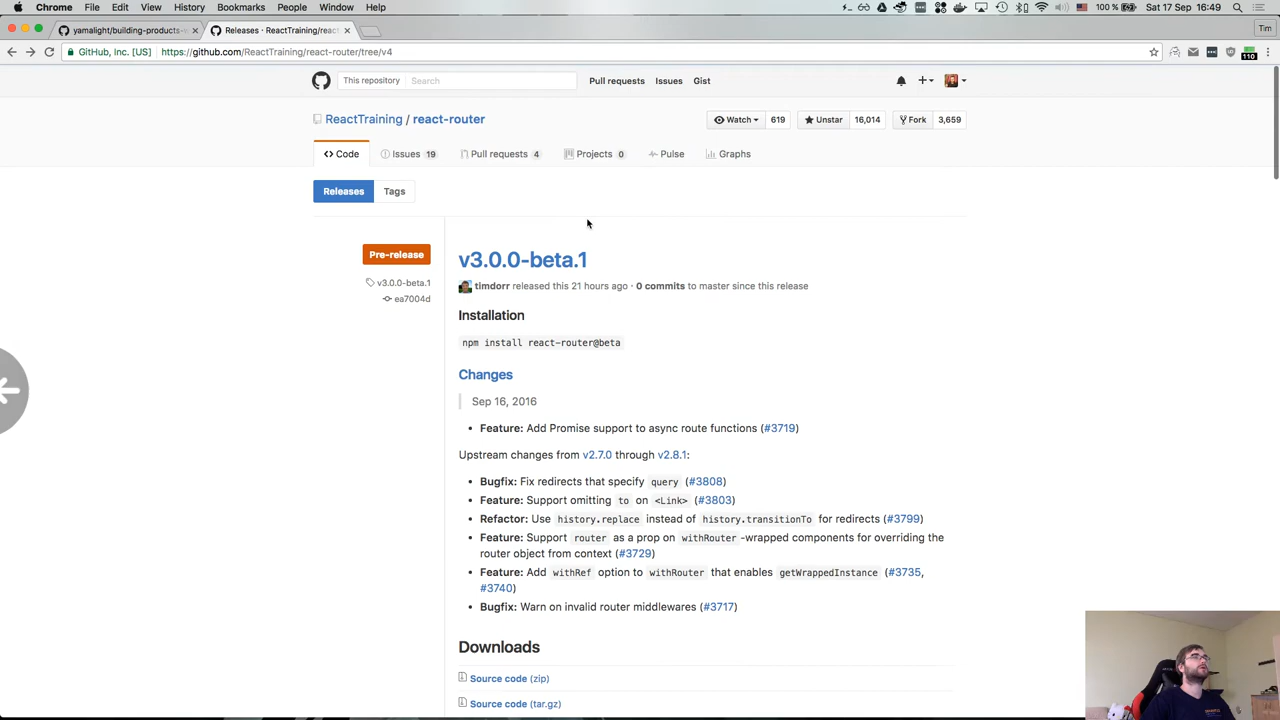 Chrome File Edit View History Bookmarks People Window Help 100 % Sat 17 Sep 16:49
yamalight/building-products- × Releases · ReactTraining/reac × Tim
GitHub, Inc. [US] https://github.com/ReactTraining/react-router/tree/v4 110
This repository Search Pull requests Issues Gist
ReactTraining / react-router Watch 619 Unstar 16,014 Fork 3,659
Code Issues 19 Pull requests 4 Projects 0 Pulse Graphs
Releases Tags
Pre-release
v3.0.0-beta.1
ea7004d
v3.0.0-beta.1
timdorr released this 21 hours ago · 0 commits to master since this release
Installation
npm install react-router@beta
Changes
Sep 16, 2016
• Feature: Add Promise support to async route functions (#3719)
Upstream changes from v2.7.0 through v2.8.1:
• Bugfix: Fix redirects that specify query (#3808)
• Feature: Support omitting to on <Link> (#3803)
• Refactor: Use history.replace instead of history.transitionTo for redirects (#3799)
• Feature: Support router as a prop on withRouter -wrapped components for overriding the
router object from context (#3729)
• Feature: Add withRef option to withRouter that enables getWrappedInstance (#3735,
#3740)
• Bugfix: Warn on invalid router middlewares (#3717)
Downloads
Source code (zip)
Source code (tar.gz)